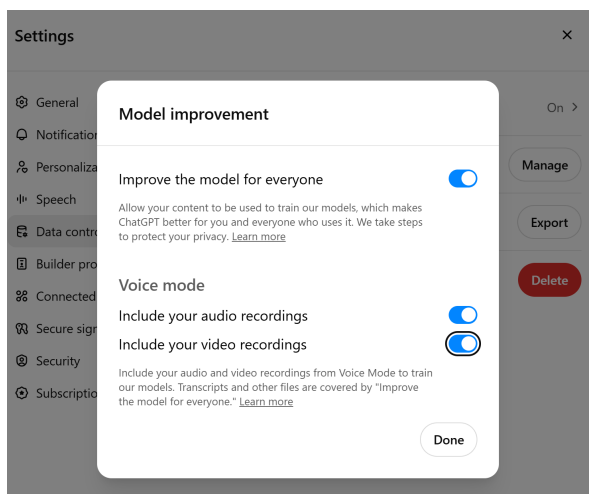 Settings
General
On
Notification
Personaliza
Manage
Speech
Data contro
Export
Builder pro
Delete
Connected
Secure sign
Security
Subscriptio
Model improvement
Improve the model for everyone
Allow your content to be used to train our models, which makes
ChatGPT better for you and everyone who uses it. We take steps
to protect your privacy. Learn more
Voice mode
Include your audio recordings
Include your video recordings
Include your audio and video recordings from Voice Mode to train
our models. Transcripts and other files are covered by "Improve
the model for everyone." Learn more
Done